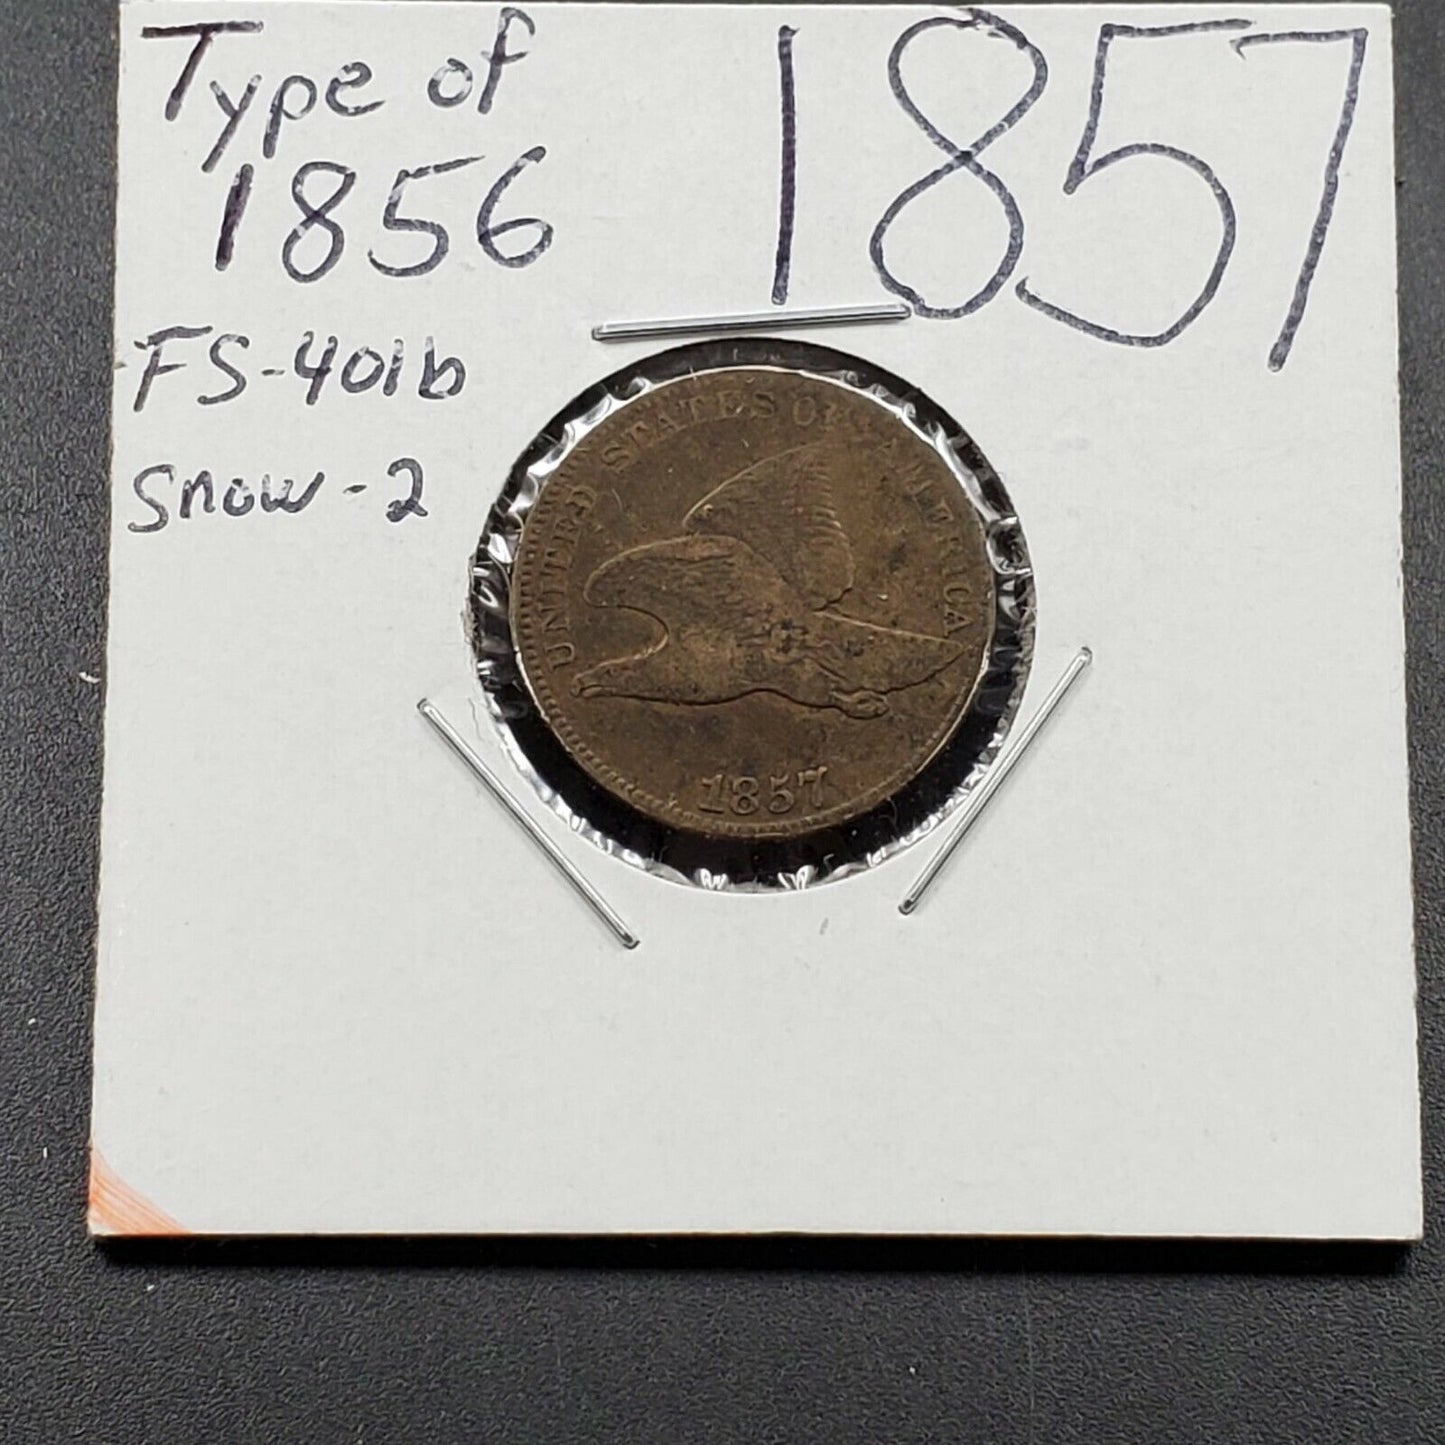 Type of
1856
1857
FS-401b
Snow-2
UNITED STATES OF AMERICA
1857